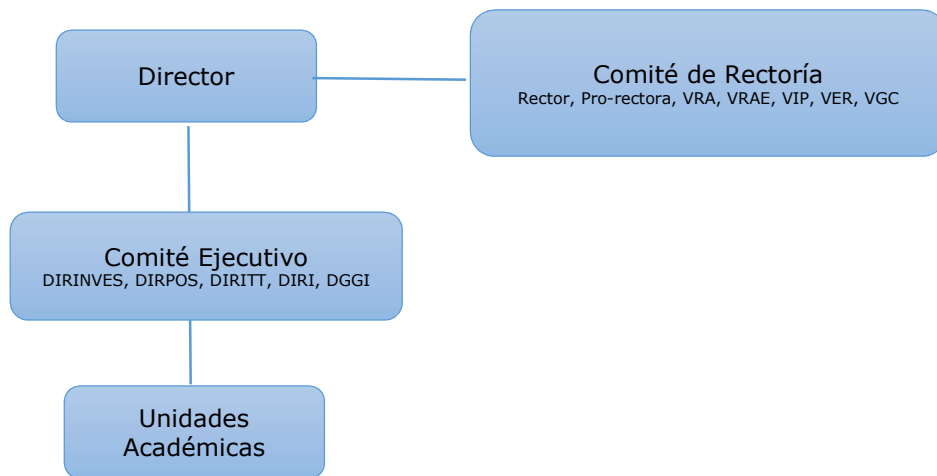 Director
Comité de Rectoría
Rector, Pro-rectora, VRA, VRAE, VIP, VER, VGC
Comité Ejecutivo
DIRINVES, DIRPOS, DIRITT, DIRI, DGGI
Unidades
Académicas